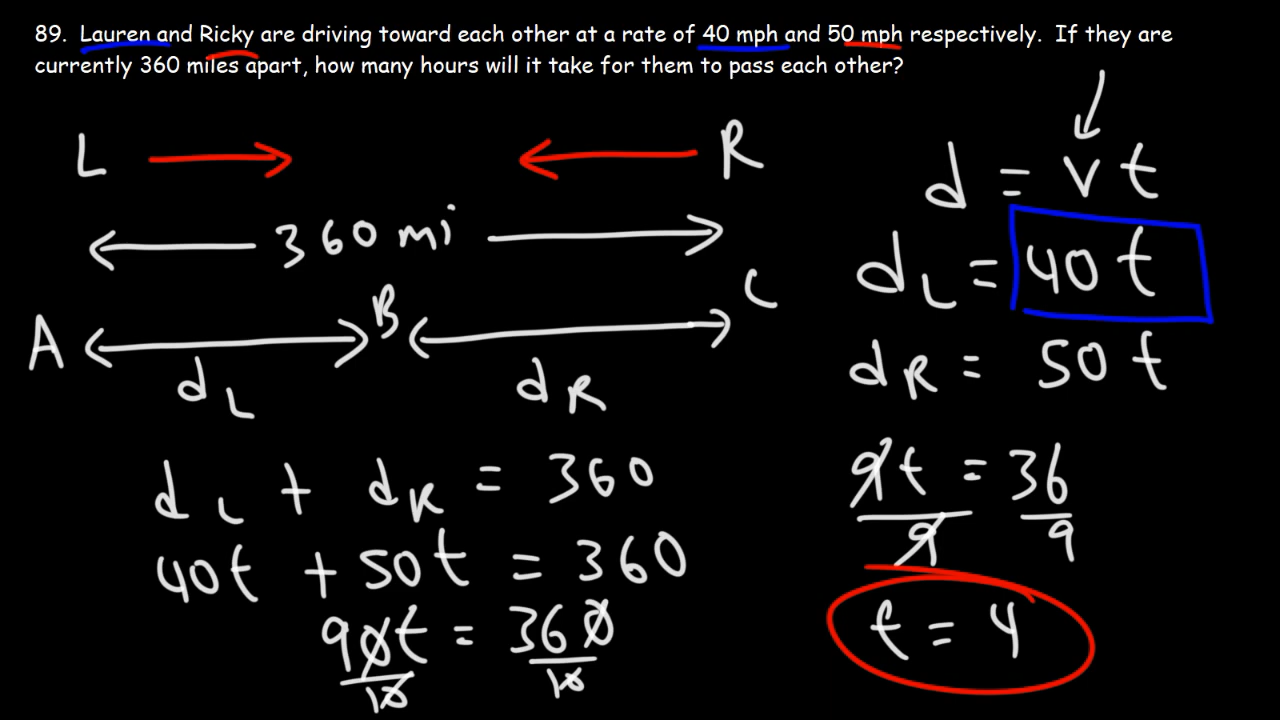 89. Lauren and Ricky are driving toward each other at a rate of 40 mph and 50 mph respectively. If they are
currently 360 miles apart, how many hours will it take for them to pass each other?
L R
360 mi
A B C
dL dR
d = vt
dL = 40t
dR = 50t
dL + dR = 360
40t + 50t = 360
90t = 360
10 10
9t = 36
9 9
t = 4